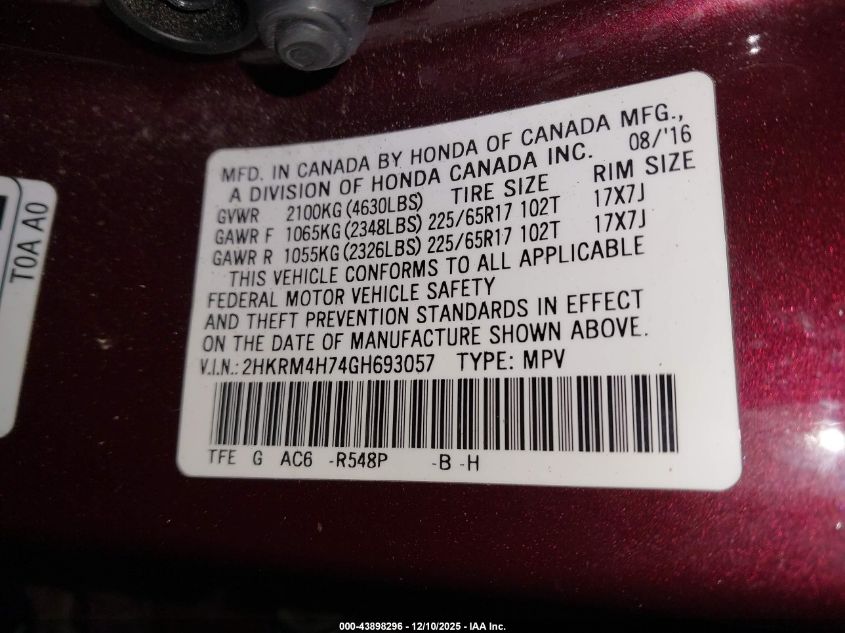 MFD. IN CANADA BY HONDA OF CANADA MFG.,
A DIVISION OF HONDA CANADA INC. 08/'16
GVWR 2100KG (4630LBS) TIRE SIZE RIM SIZE
GAWR F 1065KG (2348LBS) 225/65R17 102T 17X7J
GAWR R 1055KG (2326LBS) 225/65R17 102T 17X7J
THIS VEHICLE CONFORMS TO ALL APPLICABLE
FEDERAL MOTOR VEHICLE SAFETY
AND THEFT PREVENTION STANDARDS IN EFFECT
ON THE DATE OF MANUFACTURE SHOWN ABOVE.
V.I.N.: 2HKRM4H74GH693057 TYPE: MPV
TFE G AC6 -R548P -B -H
T0A A0
000-43898296 - 12/10/2025 - IAA Inc.